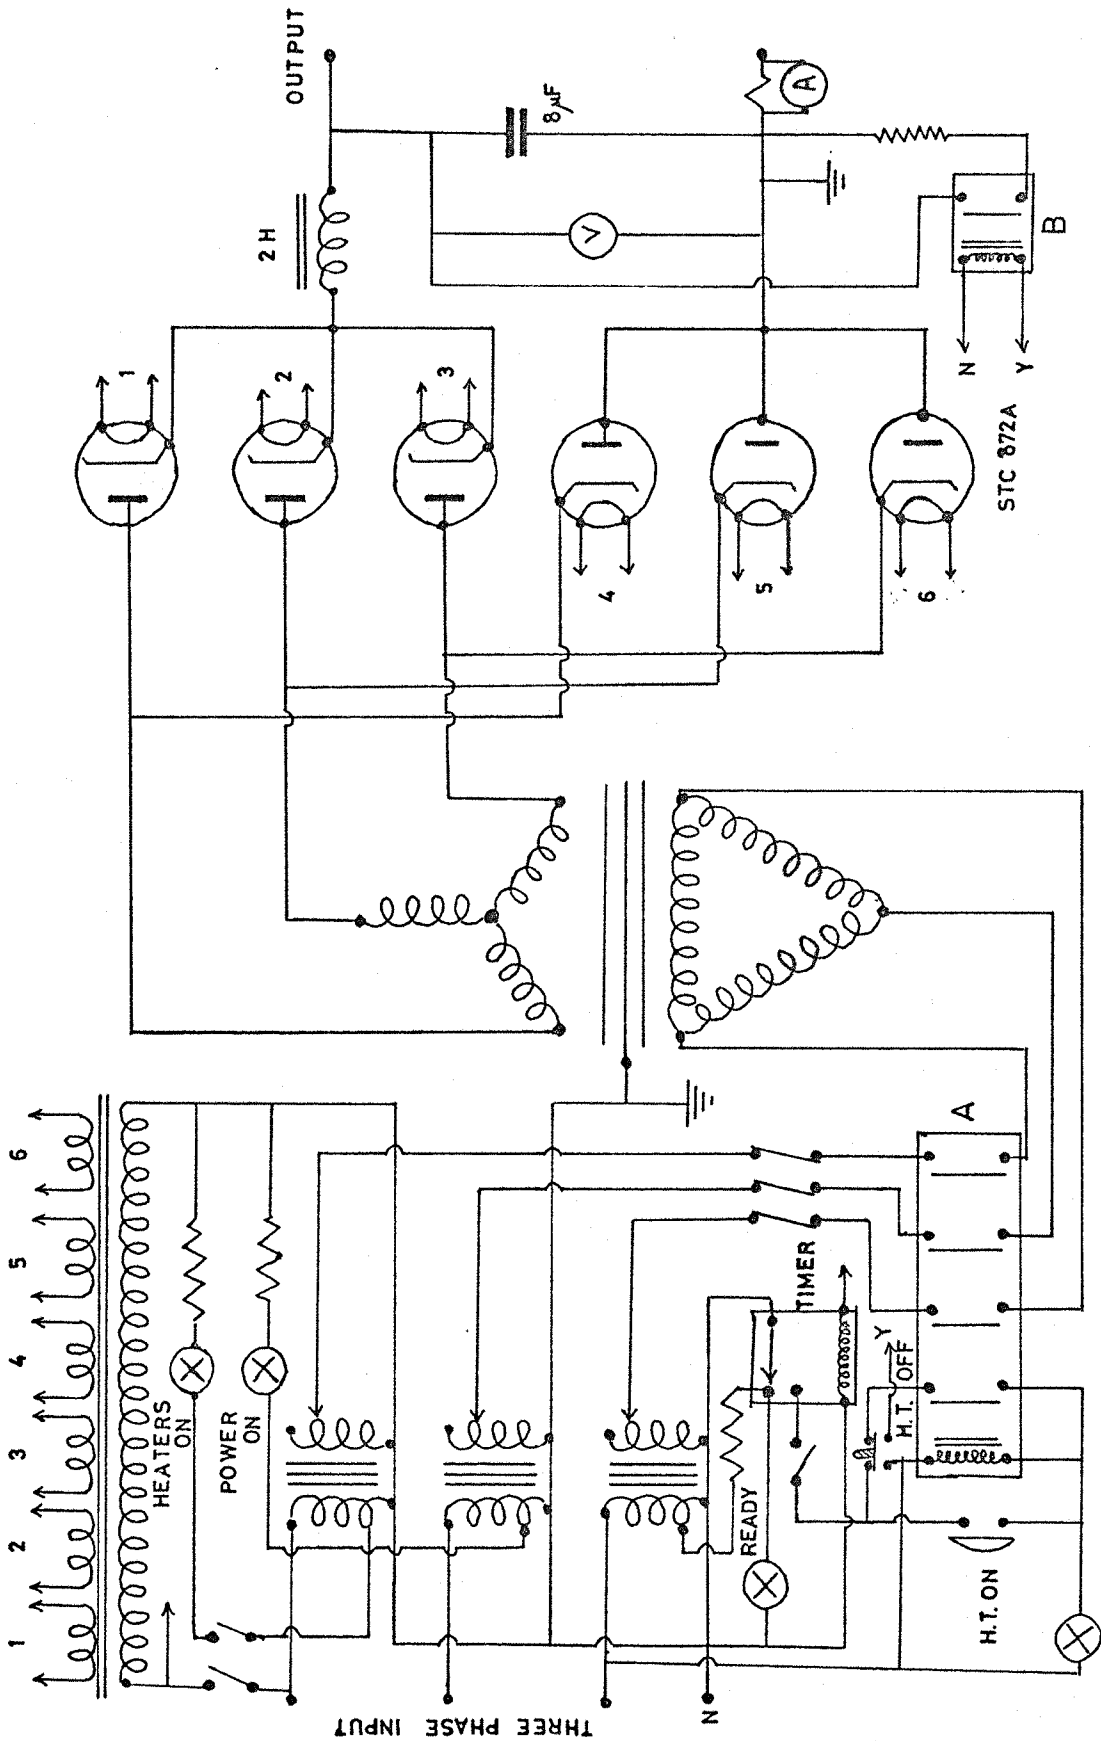 OUTPUT
2 H
8μF
A
V
B
N
Y
1
2
3
4
5
6
STC 872A
1
2
3
4
5
6
HEATERS
ON
POWER
ON
READY
TIMER
A
Y
H.T. OFF
H.T. ON
THREE PHASE INPUT
N